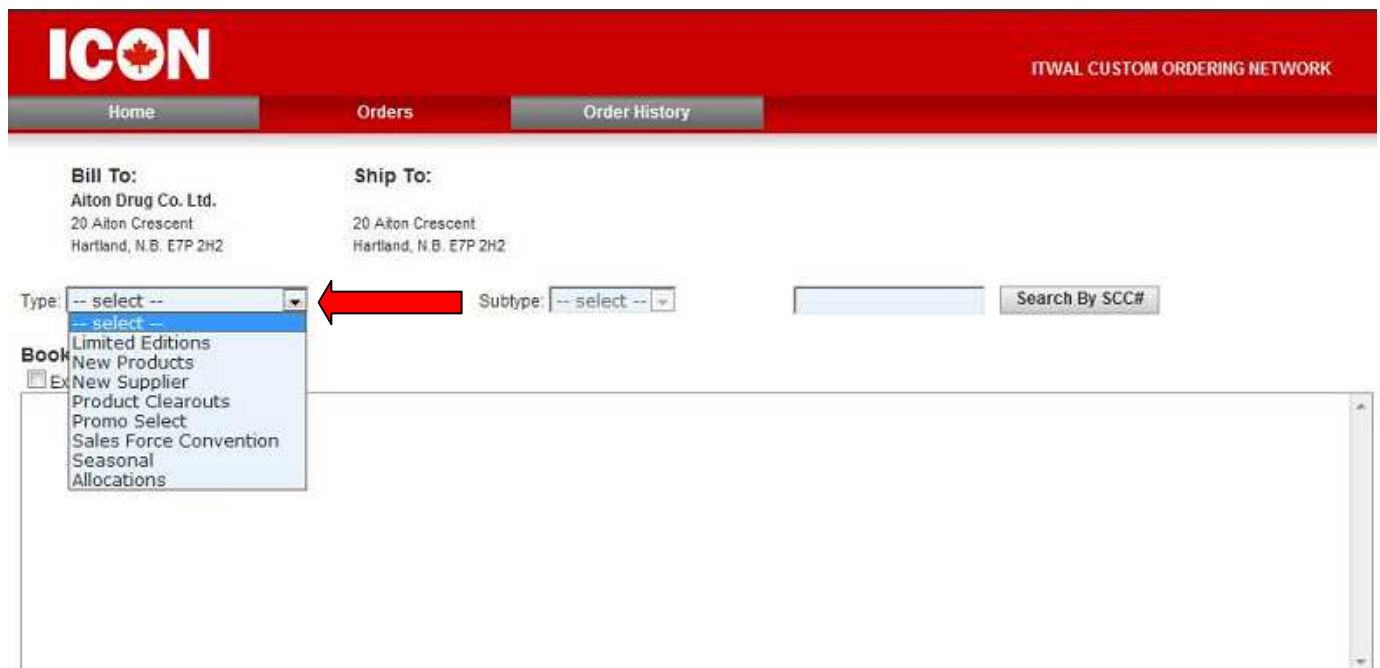 ICON
ITWAL CUSTOM ORDERING NETWORK
Home Orders Order History
Bill To: Ship To:
Aiton Drug Co. Ltd.
20 Aiton Crescent 20 Aiton Crescent
Hartland, N.B. E7P 2H2 Hartland, N.B. E7P 2H2
Type: -- select -- Subtype: -- select -- Search By SCC#
-- select --
Limited Editions
Book
New Products
Ex
New Supplier
Product Clearouts
Promo Select
Sales Force Convention
Seasonal
Allocations